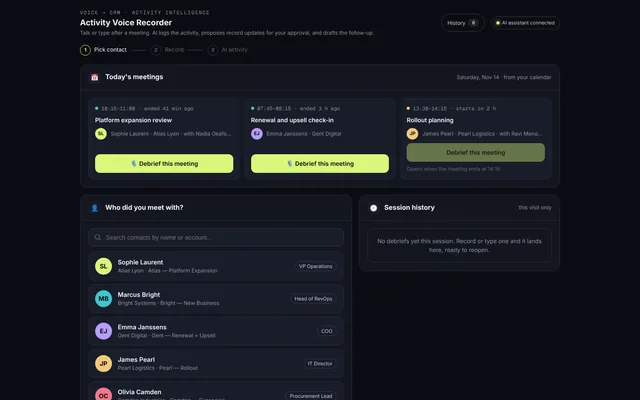 VOICE → CRM · ACTIVITY INTELLIGENCE
Activity Voice Recorder
Talk or type after a meeting. AI logs the activity, proposes record updates for your approval, and drafts the follow-up.
History 0
AI assistant connected
1 Pick contact
2 Record
3 AI activity
Today's meetings
Saturday, Nov 14 · from your calendar
10:15–11:00 · ended 41 min ago
Platform expansion review
SL Sophie Laurent · Atlas Lyon · with Nadia Okafo...
Debrief this meeting
07:45–08:15 · ended 3 h ago
Renewal and upsell check-in
EJ Emma Janssens · Gent Digital
Debrief this meeting
13:30–14:15 · starts in 2 h
Rollout planning
JP James Pearl · Pearl Logistics · with Ravi Meno...
Debrief this meeting
Opens when the meeting ends at 14:15
Who did you meet with?
Search contacts by name or account...
SL Sophie Laurent
Atlas Lyon · Atlas — Platform Expansion
VP Operations
MB Marcus Bright
Bright Systems · Bright — New Business
Head of RevOps
EJ Emma Janssens
Gent Digital · Gent — Renewal + Upsell
COO
JP James Pearl
Pearl Logistics · Pearl — Rollout
IT Director
OC Olivia Camden
Procurement Lead
Session history
this visit only
No debriefs yet this session. Record or type one and it lands
here, ready to reopen.